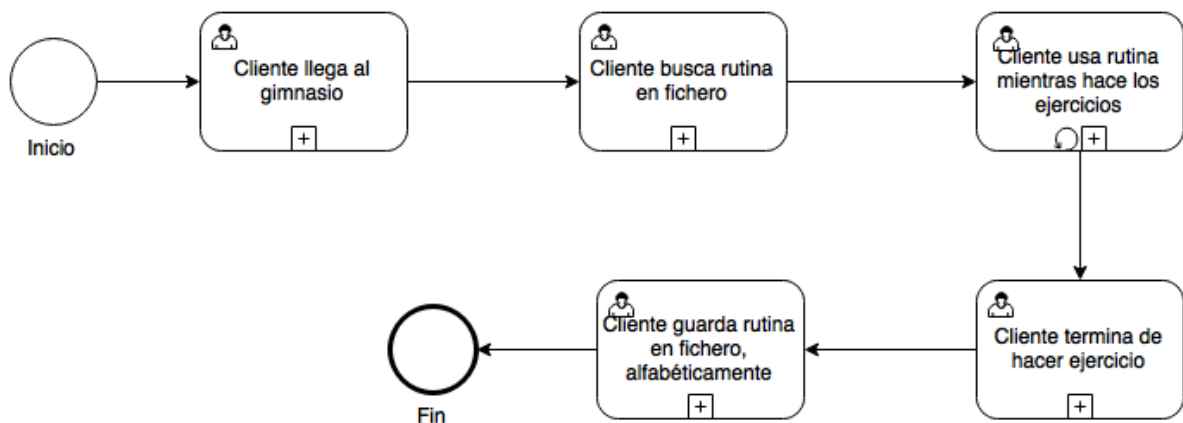 Cliente llega al
gimnasio
Cliente busca rutina
en fichero
Cliente usa rutina
mientras hace los
ejercicios
Inicio
Cliente termina de
hacer ejercicio
Cliente guarda rutina
en fichero,
alfabéticamente
Fin